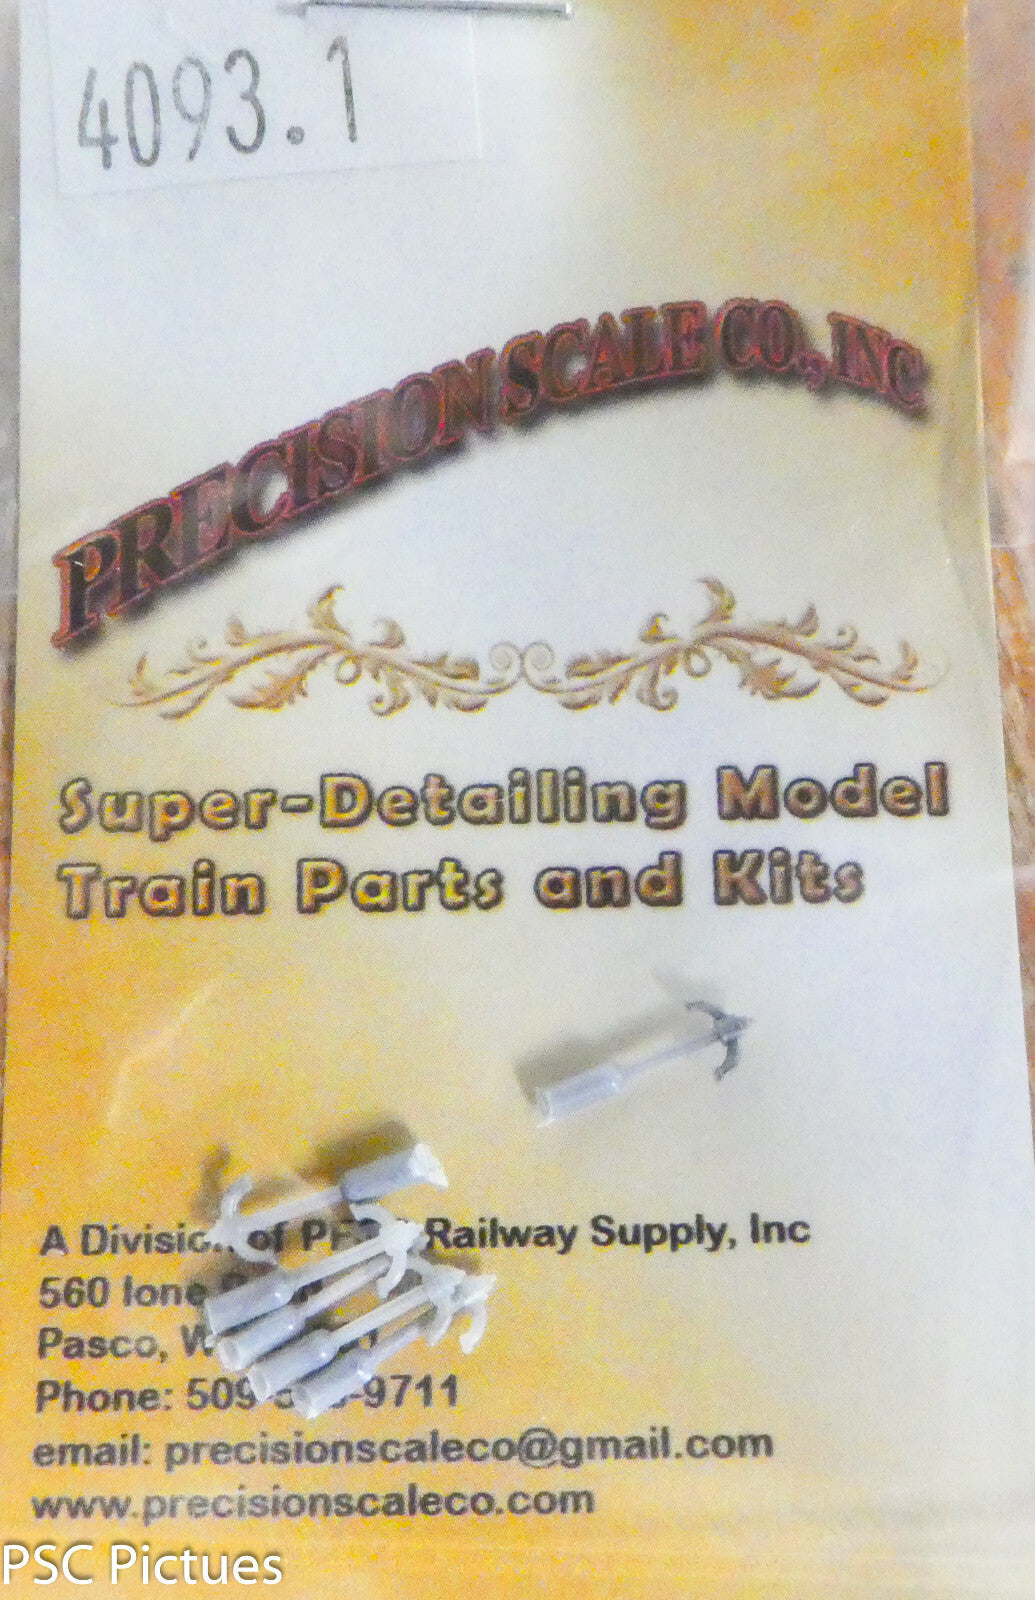 4093.1
PRECISION SCALE CO., INC
Super-Detailing Model
Train Parts and Kits
A Division of Railway Supply, Inc
560 Ione
Pasco,
Phone: 509 9711
email: precisionscaleco@gmail.com
www.precisionscaleco.com
PSC Pictues